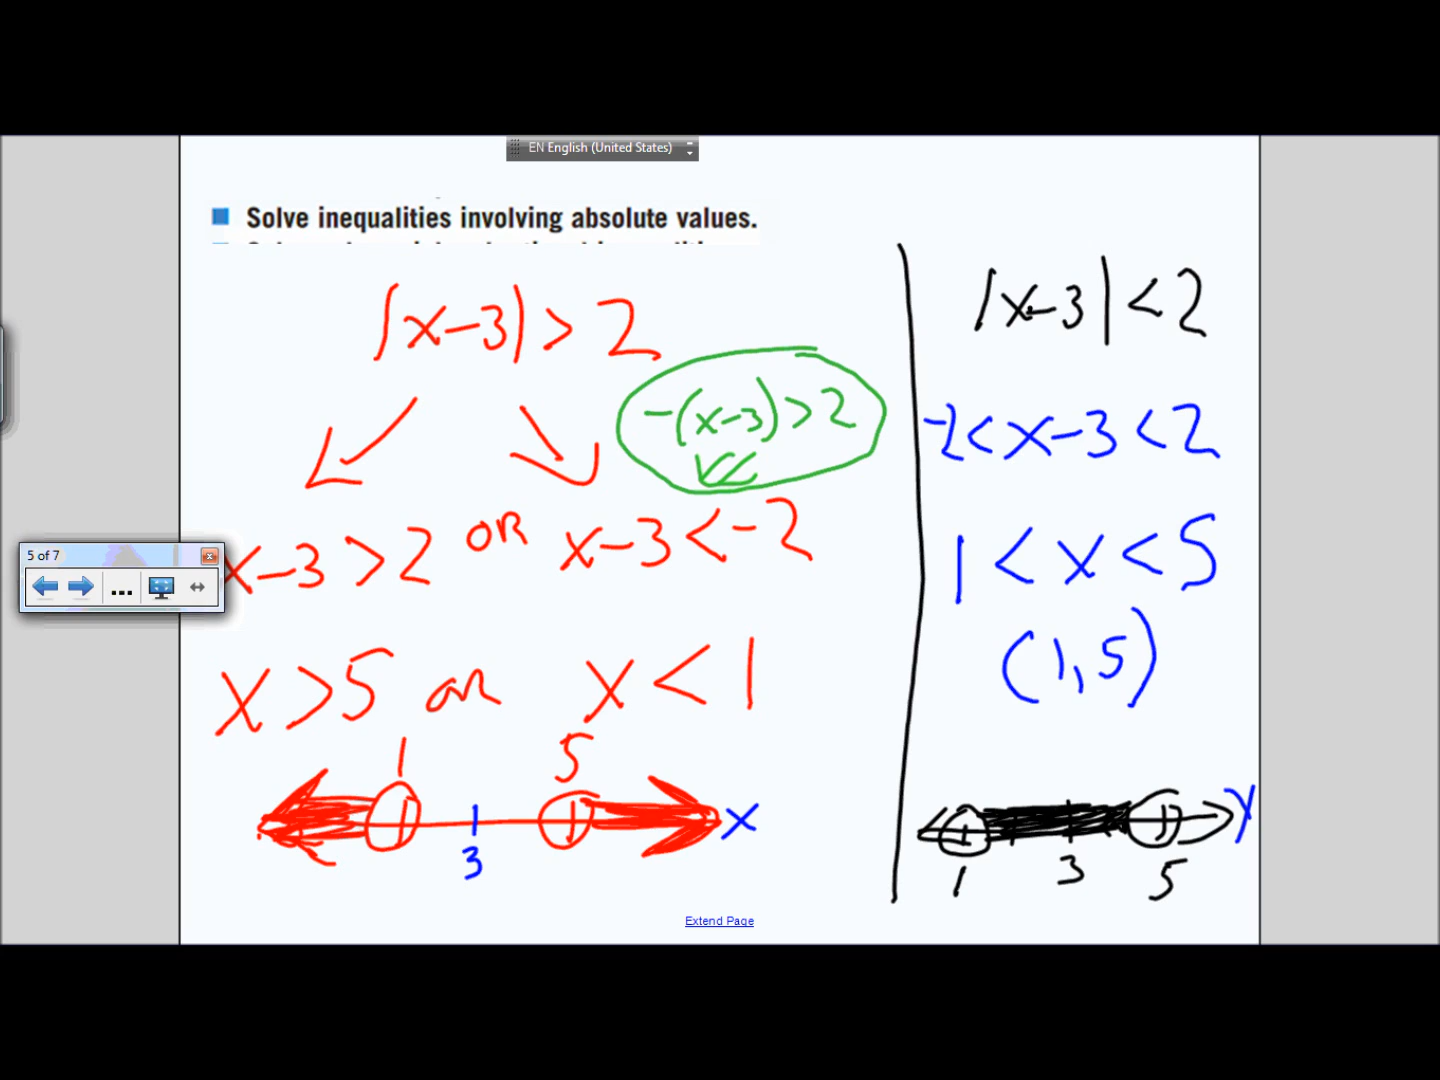 EN English (United States)
Solve inequalities involving absolute values.
|x-3| > 2
-(x-3) > 2
x-3 > 2 OR x-3 < -2
x > 5 or x < 1
1 5
3 x
|x-3| < 2
-2 < x-3 < 2
1 < x < 5
(1,5)
x
1 3 5
5 of 7
...
Extend Page